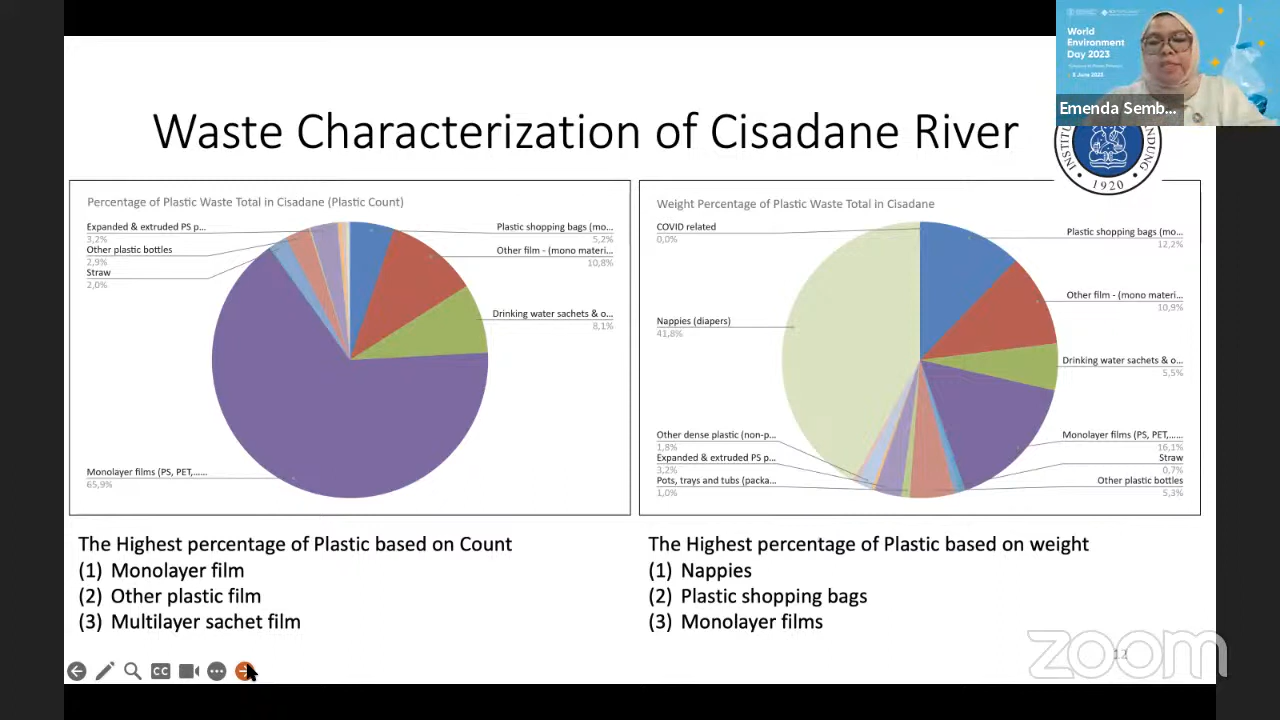 World
Environment
Day 2023
Emenda Semb...
Waste Characterization of Cisadane River
1920
Percentage of Plastic Waste Total in Cisadane (Plastic Count)
Expanded & extruded PS p...
3,2%
Other plastic bottles
2,9%
Straw
2,0%
Plastic shopping bags (mo...
5,2%
Other film - (mono materi...
10,8%
Drinking water sachets & o...
8,1%
Monolayer films (PS, PET,......
65,9%
Weight Percentage of Plastic Waste Total in Cisadane
COVID related
0,0%
Plastic shopping bags (mo...
12,2%
Other film - (mono materi...
10,9%
Nappies (diapers)
41,8%
Drinking water sachets & o...
5,5%
Other dense plastic (non-p...
1,8%
Expanded & extruded PS p...
3,2%
Pots, trays and tubs (packa...
1,0%
Monolayer films (PS, PET,......
16,1%
Straw
0,7%
Other plastic bottles
5,3%
The Highest percentage of Plastic based on Count
(1) Monolayer film
(2) Other plastic film
(3) Multilayer sachet film
The Highest percentage of Plastic based on weight
(1) Nappies
(2) Plastic shopping bags
(3) Monolayer films
CC
zoom
12